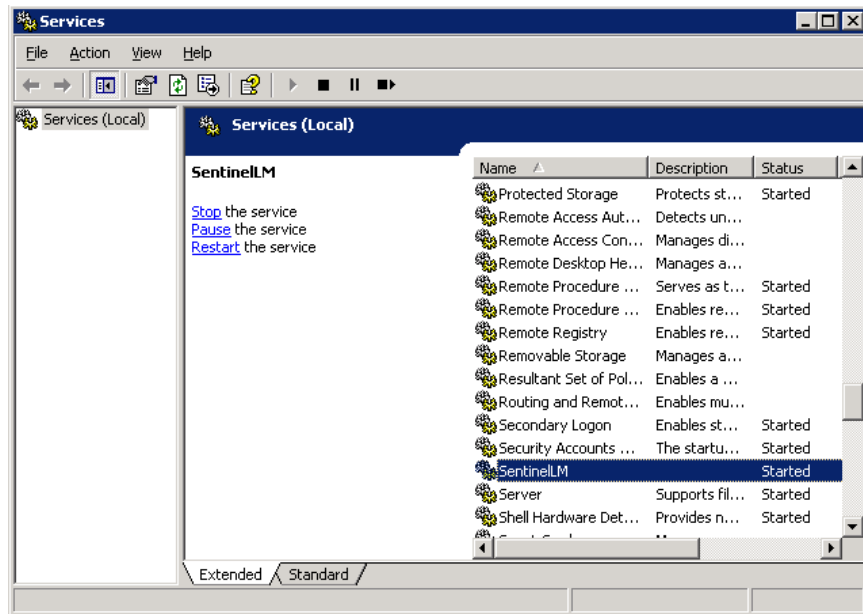 Services
File Action View Help
Services (Local)
Services (Local)
SentinelLM
Stop the service
Pause the service
Restart the service
Name Description Status
Protected Storage Protects st... Started
Remote Access Aut... Detects un...
Remote Access Con... Manages di...
Remote Desktop He... Manages a...
Remote Procedure ... Serves as t... Started
Remote Procedure ... Enables re... Started
Remote Registry Enables re... Started
Removable Storage Manages a...
Resultant Set of Pol... Enables a ...
Routing and Remot... Enables mu...
Secondary Logon Enables st... Started
Security Accounts ... The startu... Started
SentinelLM Started
Server Supports fil... Started
Shell Hardware Det... Provides n... Started
Extended Standard